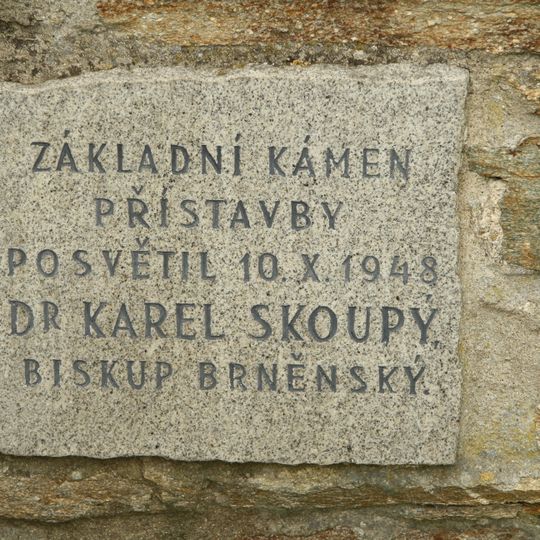 ZÁKLADNÍ KÁMEN
PŘÍSTAVBY
POSVĚTIL 10. X. 1948
DR KAREL SKOUPÝ,
BISKUP BRNĚNSKÝ.